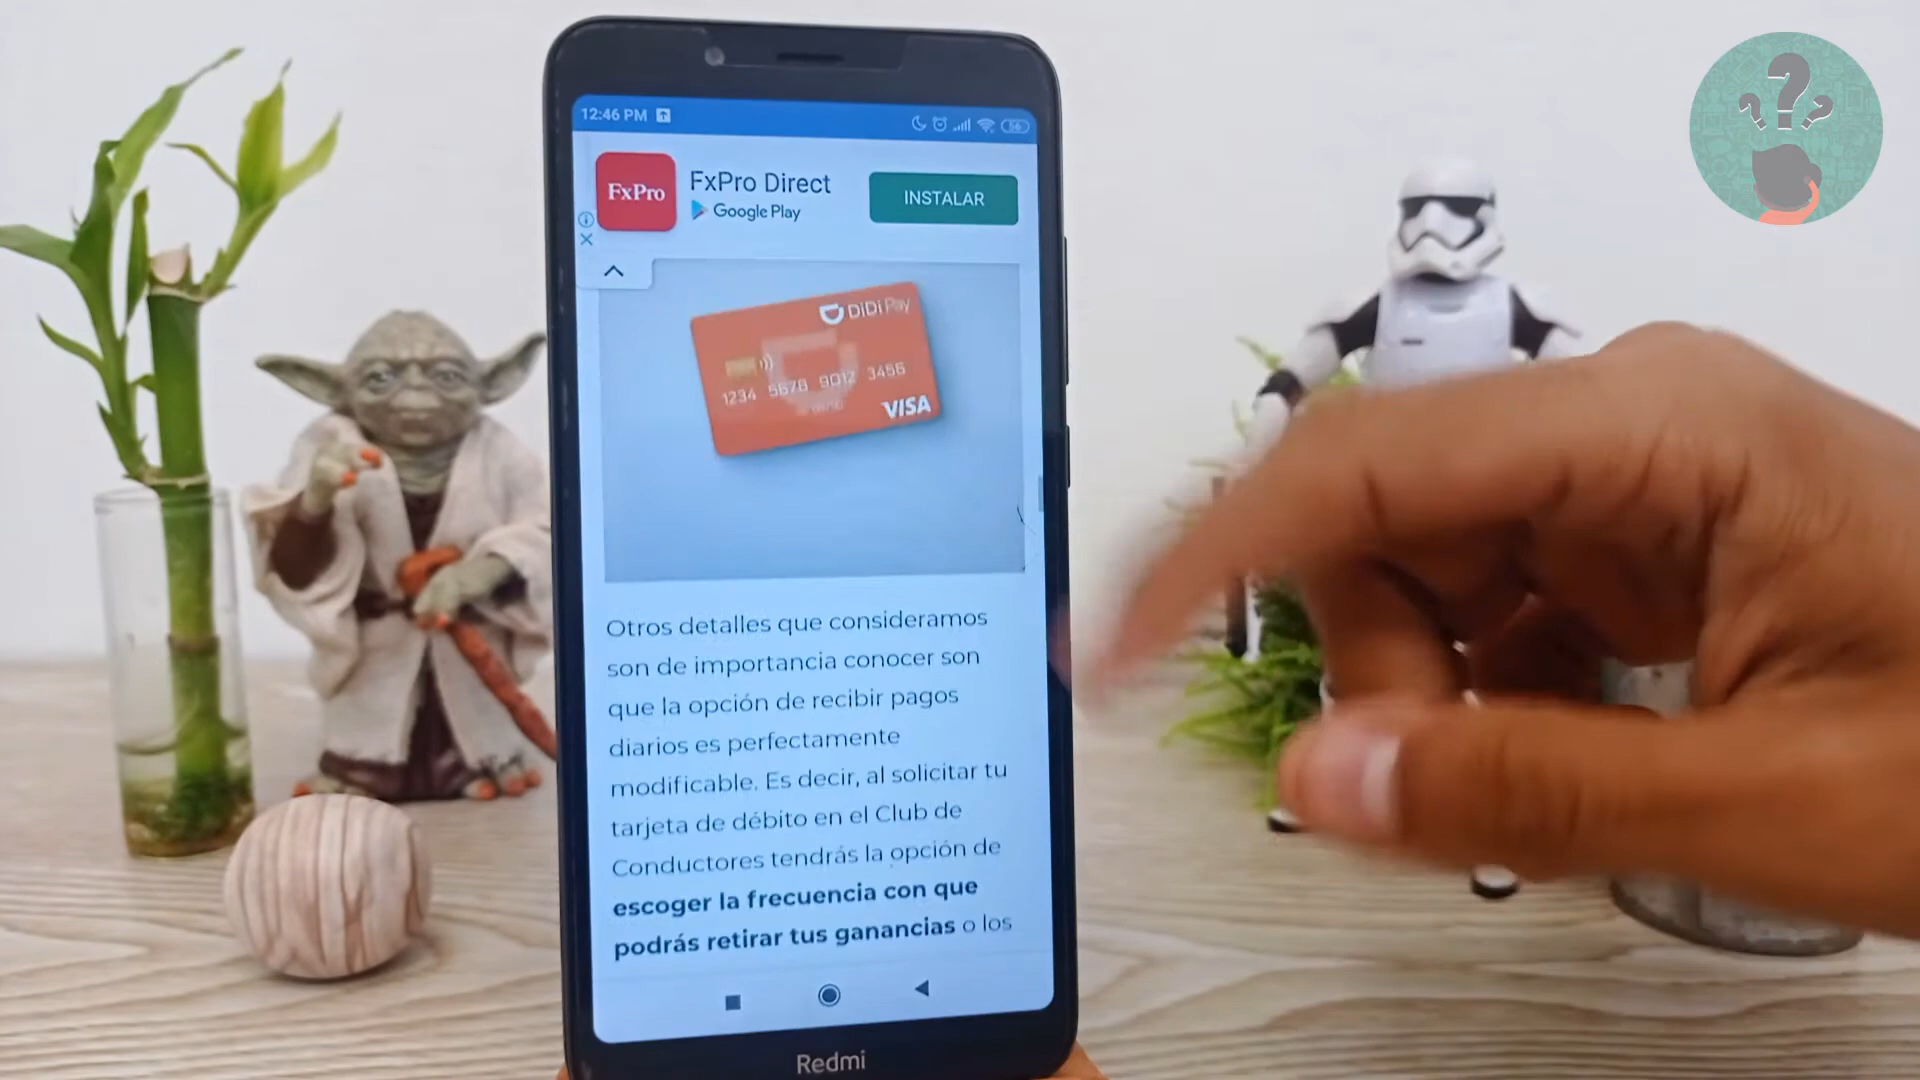 12:46 PM
56
FxPro
FxPro Direct
Google Play
INSTALAR
DiDi Pay
1234 5678 9012 3456
VISA
Otros detalles que consideramos
son de importancia conocer son
que la opción de recibir pagos
diarios es perfectamente
modificable. Es decir, al solicitar tu
tarjeta de débito en el Club de
Conductores tendrás la opción de
escoger la frecuencia con que
podrás retirar tus ganancias o los
Redmi